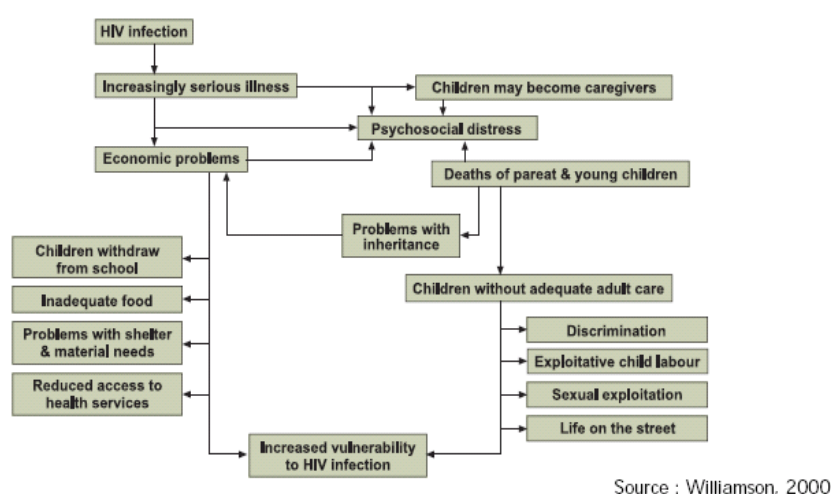 HIV infection
Increasingly serious illness
Children may become caregivers
Psychosocial distress
Economic problems
Deaths of pareat & young children
Problems with
inheritance
Children withdraw
from school
Inadequate food
Children without adequate adult care
Problems with shelter
& material needs
Discrimination
Exploitative child labour
Reduced access to
health services
Sexual exploitation
Life on the street
Increased vulnerability
to HIV infection
Source : Williamson, 2000